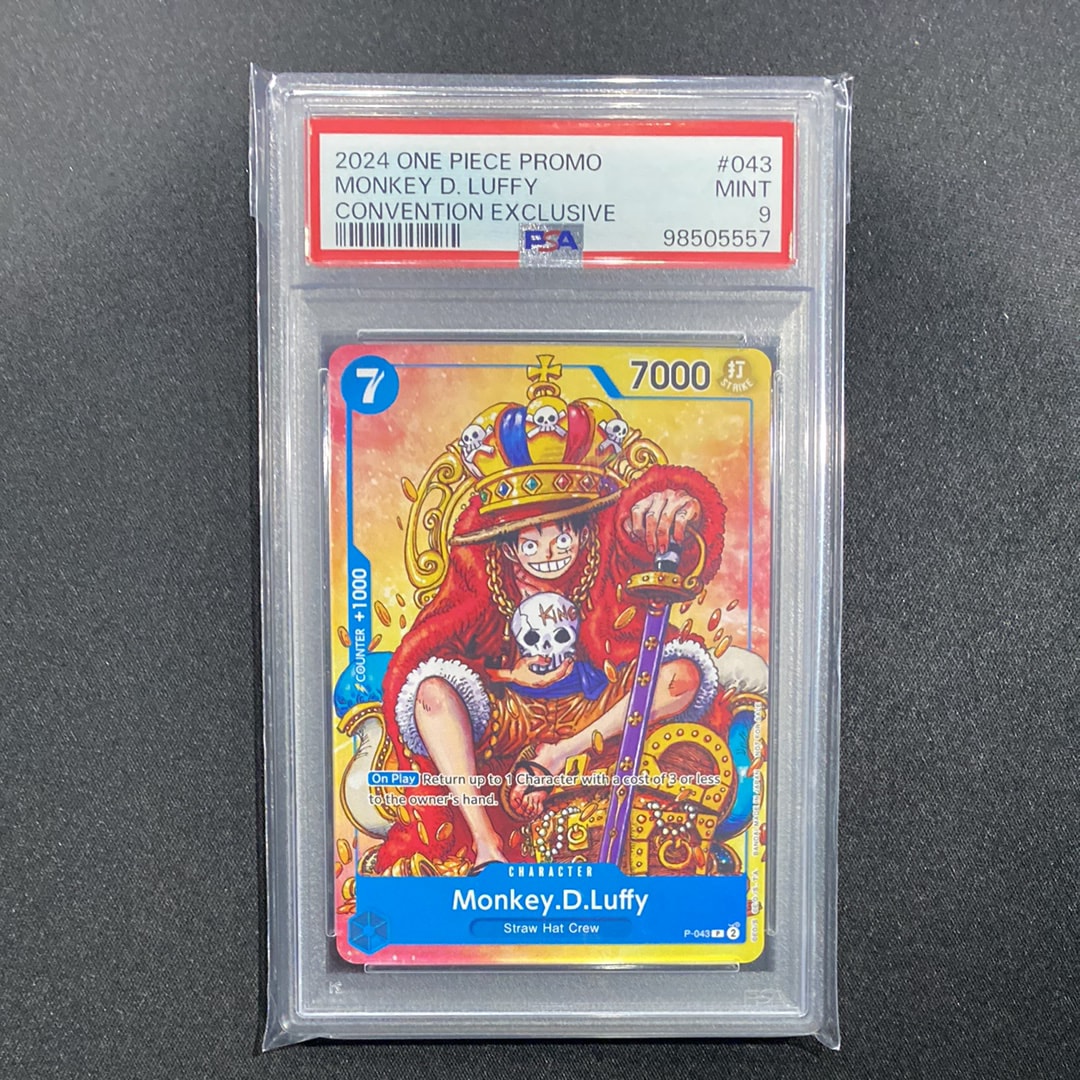 2024 ONE PIECE PROMO #043
MONKEY D. LUFFY MINT
CONVENTION EXCLUSIVE 9
PSA 98505557
7 7000 打
STRIKE
COUNTER +1000
KING
On Play Return up to 1 Character with a cost of 3 or less
to the owner's hand.
CHARACTER
Monkey.D.Luffy
Straw Hat Crew
P-043 P 2